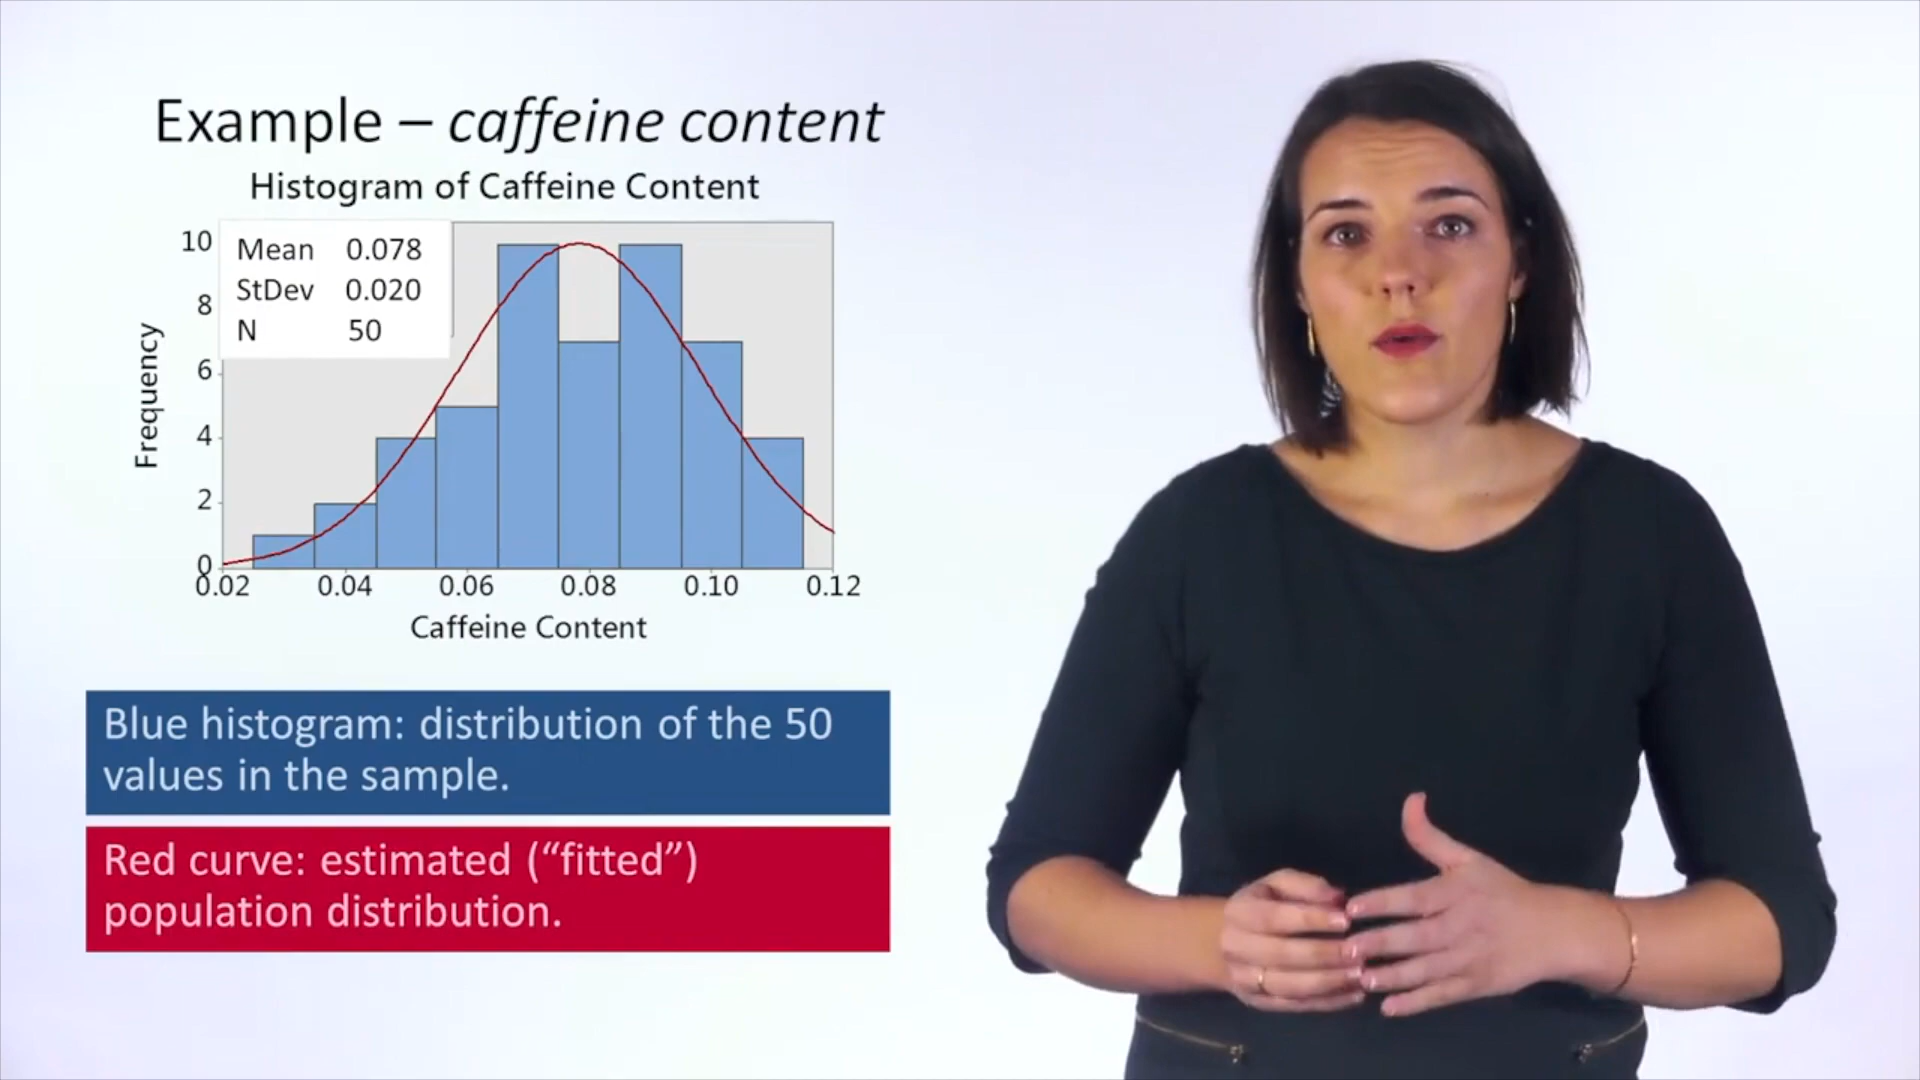 Example – caffeine content
Histogram of Caffeine Content
Mean 0.078
StDev 0.020
N 50
Frequency
10
8
6
4
2
0
0.02 0.04 0.06 0.08 0.10 0.12
Caffeine Content
Blue histogram: distribution of the 50
values in the sample.
Red curve: estimated (“fitted”)
population distribution.